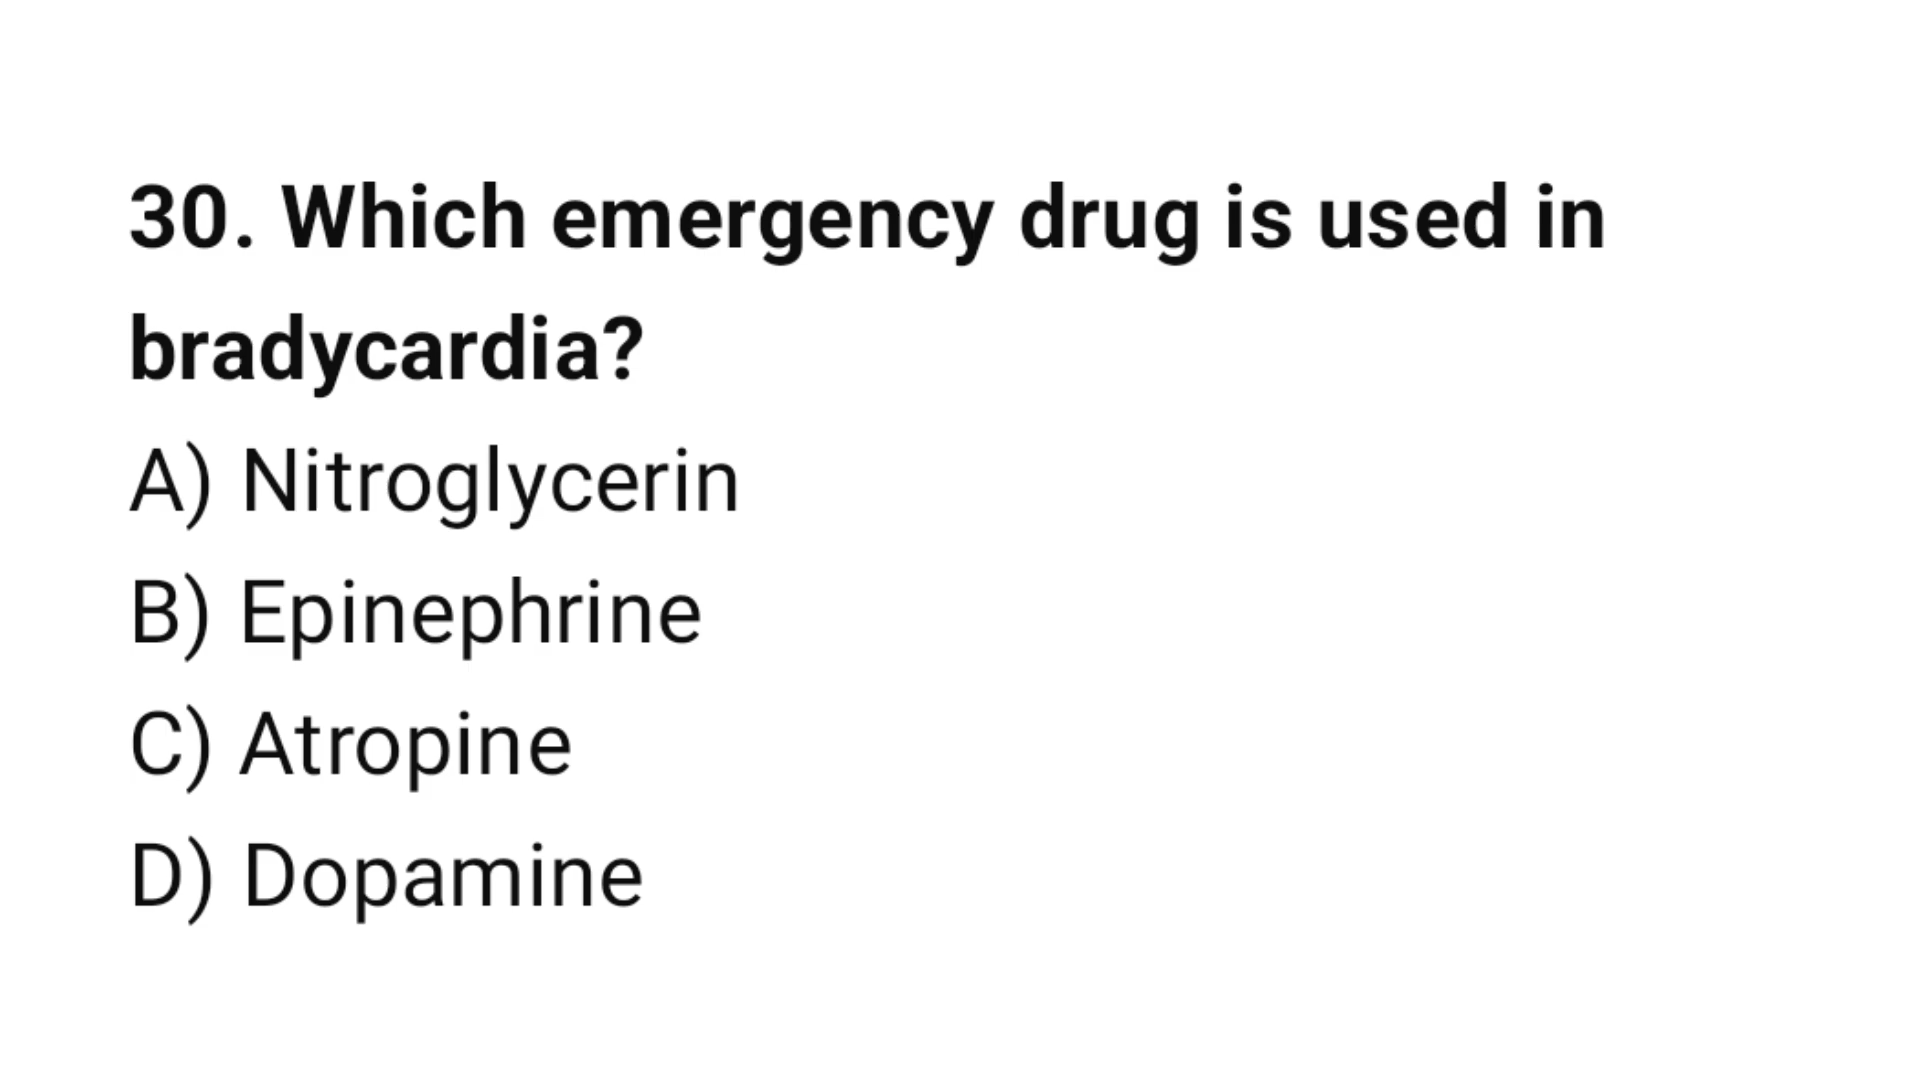 30. Which emergency drug is used in
bradycardia?
A) Nitroglycerin
B) Epinephrine
C) Atropine
D) Dopamine